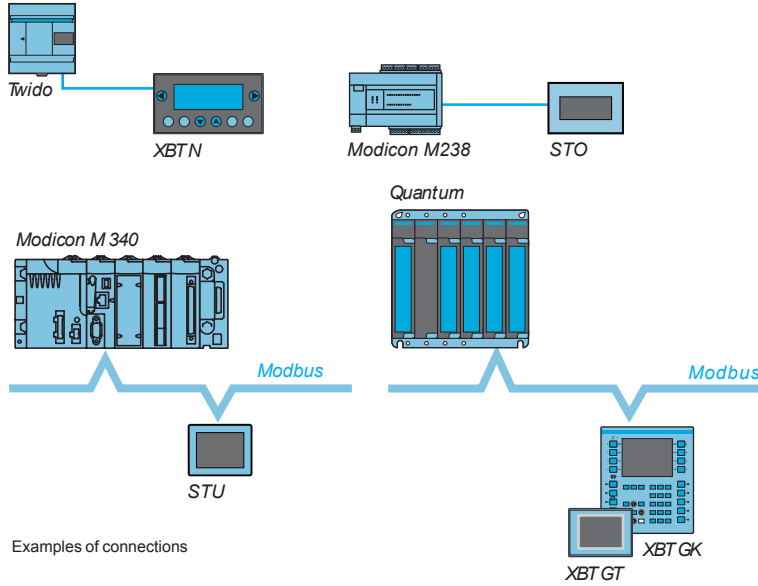 Twido
XBT N
Modicon M238
STO
Quantum
Modicon M 340
Modbus
Modbus
STU
Examples of connections
XBT GK
XBT GT